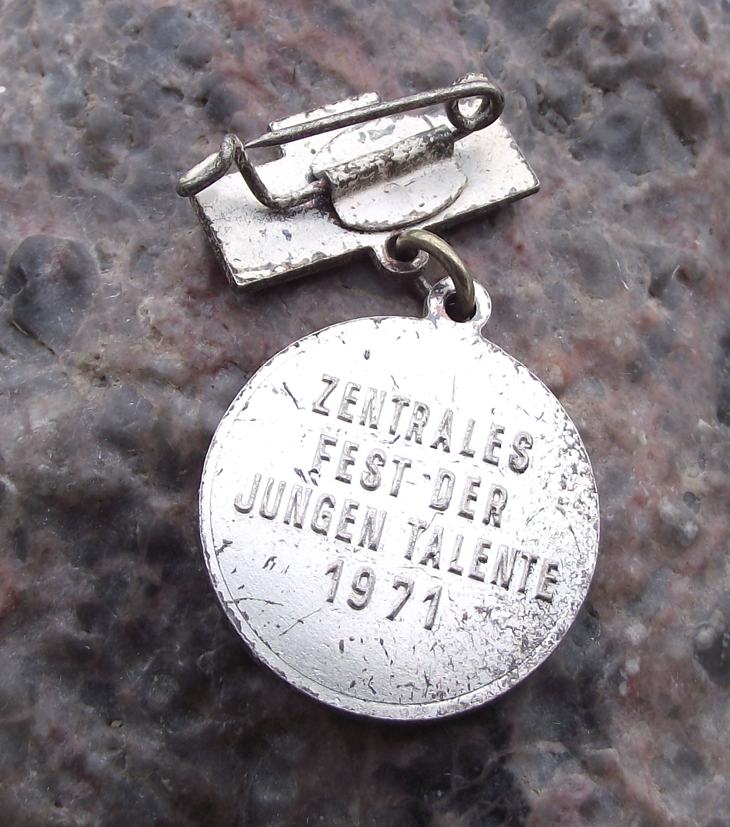 ZENTRALES
FEST DER
JUNGEN TALENTE
1971